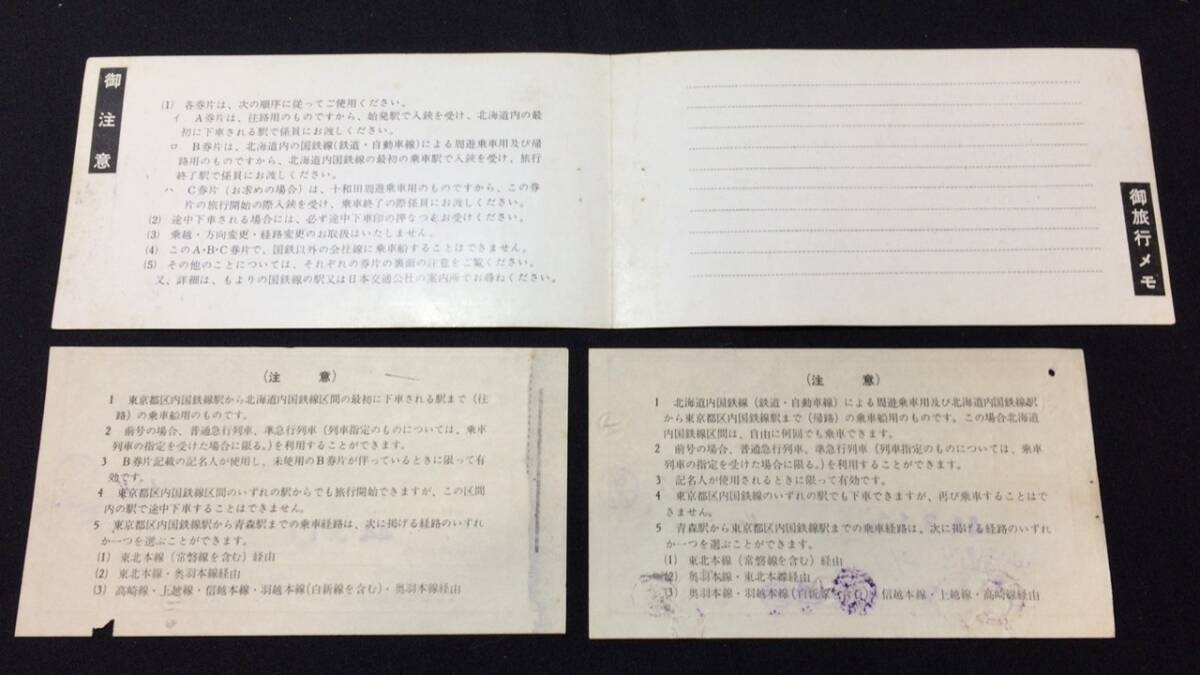 御注意
(1) 各券片は、次の順序に従ってご使用ください。
イ A券片は、往路用のものですから、始発駅で入鋏を受け、北海道内の最
初に下車される駅で係員にお渡しください。
ロ B券片は、北海道内の国鉄線(鉄道・自動車線)による周遊乗車用及び帰
路用のものですから、北海道内国鉄線の最初の乗車駅で入鋏を受け、旅行
終了駅で係員にお渡しください。
ハ C券片(お求めの場合)は、十和田周遊乗車用のものですから、この券
片の旅行開始の際入鋏を受け、乗車終了の際係員にお渡しください。
(2) 途中下車される場合には、必ず途中下車印の押なつをお受けください。
(3) 乗越・方向変更・経路変更のお取扱はいたしません。
(4) このA・B・C券片で、国鉄以外の会社線に乗車船することはできません。
(5) その他のことについては、それぞれの券片の裏面の注意をご覧ください。
又、詳細は、もよりの国鉄線の駅又は日本交通公社の案内所でお尋ねください。
御旅行メモ
(注意)
1 東京都区内国鉄線駅から北海道内国鉄線区間の最初に下車される駅まで(往
路)の乗車船用のものです。
2 前号の場合、普通急行列車、準急行列車(列車指定のものについては、乗車
列車の指定を受けた場合に限る。)を利用することができます。
3 B券片記載の記名人が使用し、未使用のB券片が伴っているときに限って有
効です。
4 東京都区内国鉄線区間のいずれの駅からでも旅行開始できますが、この区間
内の駅で途中下車することはできません。
5 東京都区内国鉄線駅から青森駅までの乗車経路は、次に掲げる経路のいずれ
か一つを選ぶことができます。
(1) 東北本線(常磐線を含む)経由
(2) 東北本線・奥羽本線経由
(3) 高崎線・上越線・信越本線・羽越本線(白新線を含む)・奥羽本線経由
(注意)
1 北海道内国鉄線(鉄道・自動車線)による周遊乗車用及び北海道内国鉄線駅
から東京都区内国鉄線駅まで(帰路)の乗車船用のものです。この場合北海道
内国鉄線区間は、自由に何回でも乗車できます。
2 前号の場合、普通急行列車、準急行列車(列車指定のものについては、乗車
列車の指定を受けた場合に限る。)を利用することができます。
3 記名人が使用されるときに限って有効です。
4 東京都区内国鉄線のいずれの駅でも下車できますが、再び乗車することはで
きません。
5 青森駅から東京都区内国鉄線駅までの乗車経路は、次に掲げる経路のいずれ
か一つを選ぶことができます。
(1) 東北本線(常磐線を含む)経由
(2) 奥羽本線・東北本線経由
(3) 奥羽本線・羽越本線(白新線を含む)信越本線・上越線・高崎線経由